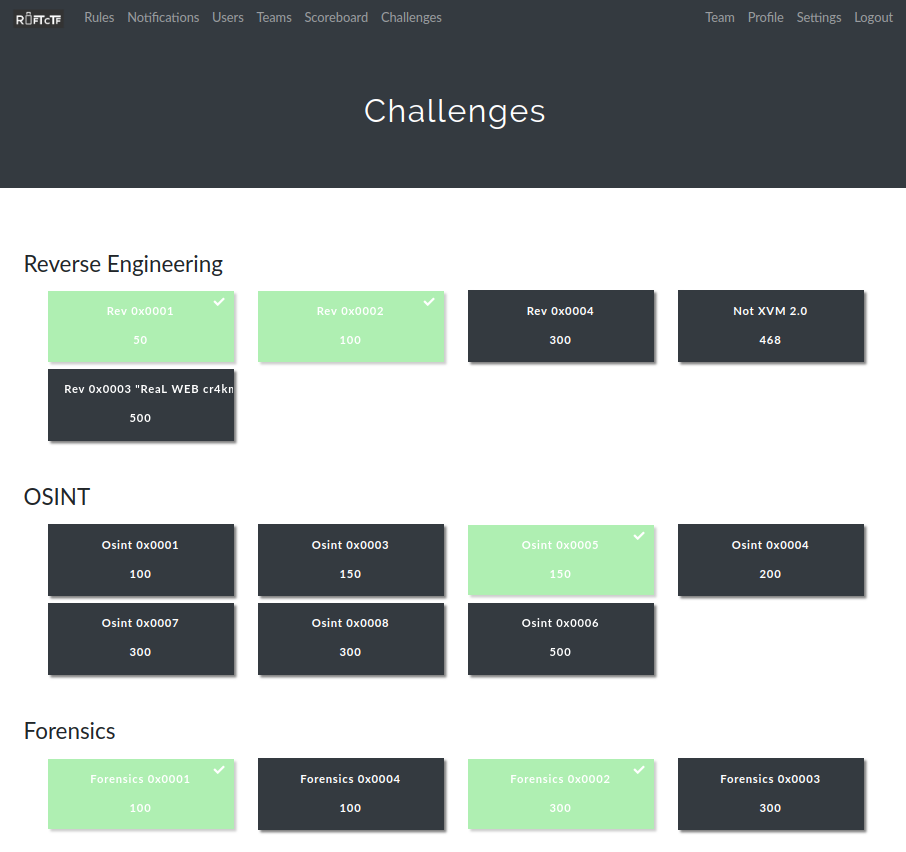 RIFTCTF Rules Notifications Users Teams Scoreboard Challenges Team Profile Settings Logout
Challenges
Reverse Engineering
Rev 0x0001 Rev 0x0002 Rev 0x0004 Not XVM 2.0
50 100 300 468
Rev 0x0003 "ReaL WEB cr4kn
500
OSINT
Osint 0x0001 Osint 0x0003 Osint 0x0005 Osint 0x0004
100 150 150 200
Osint 0x0007 Osint 0x0008 Osint 0x0006
300 300 500
Forensics
Forensics 0x0001 Forensics 0x0004 Forensics 0x0002 Forensics 0x0003
100 100 300 300